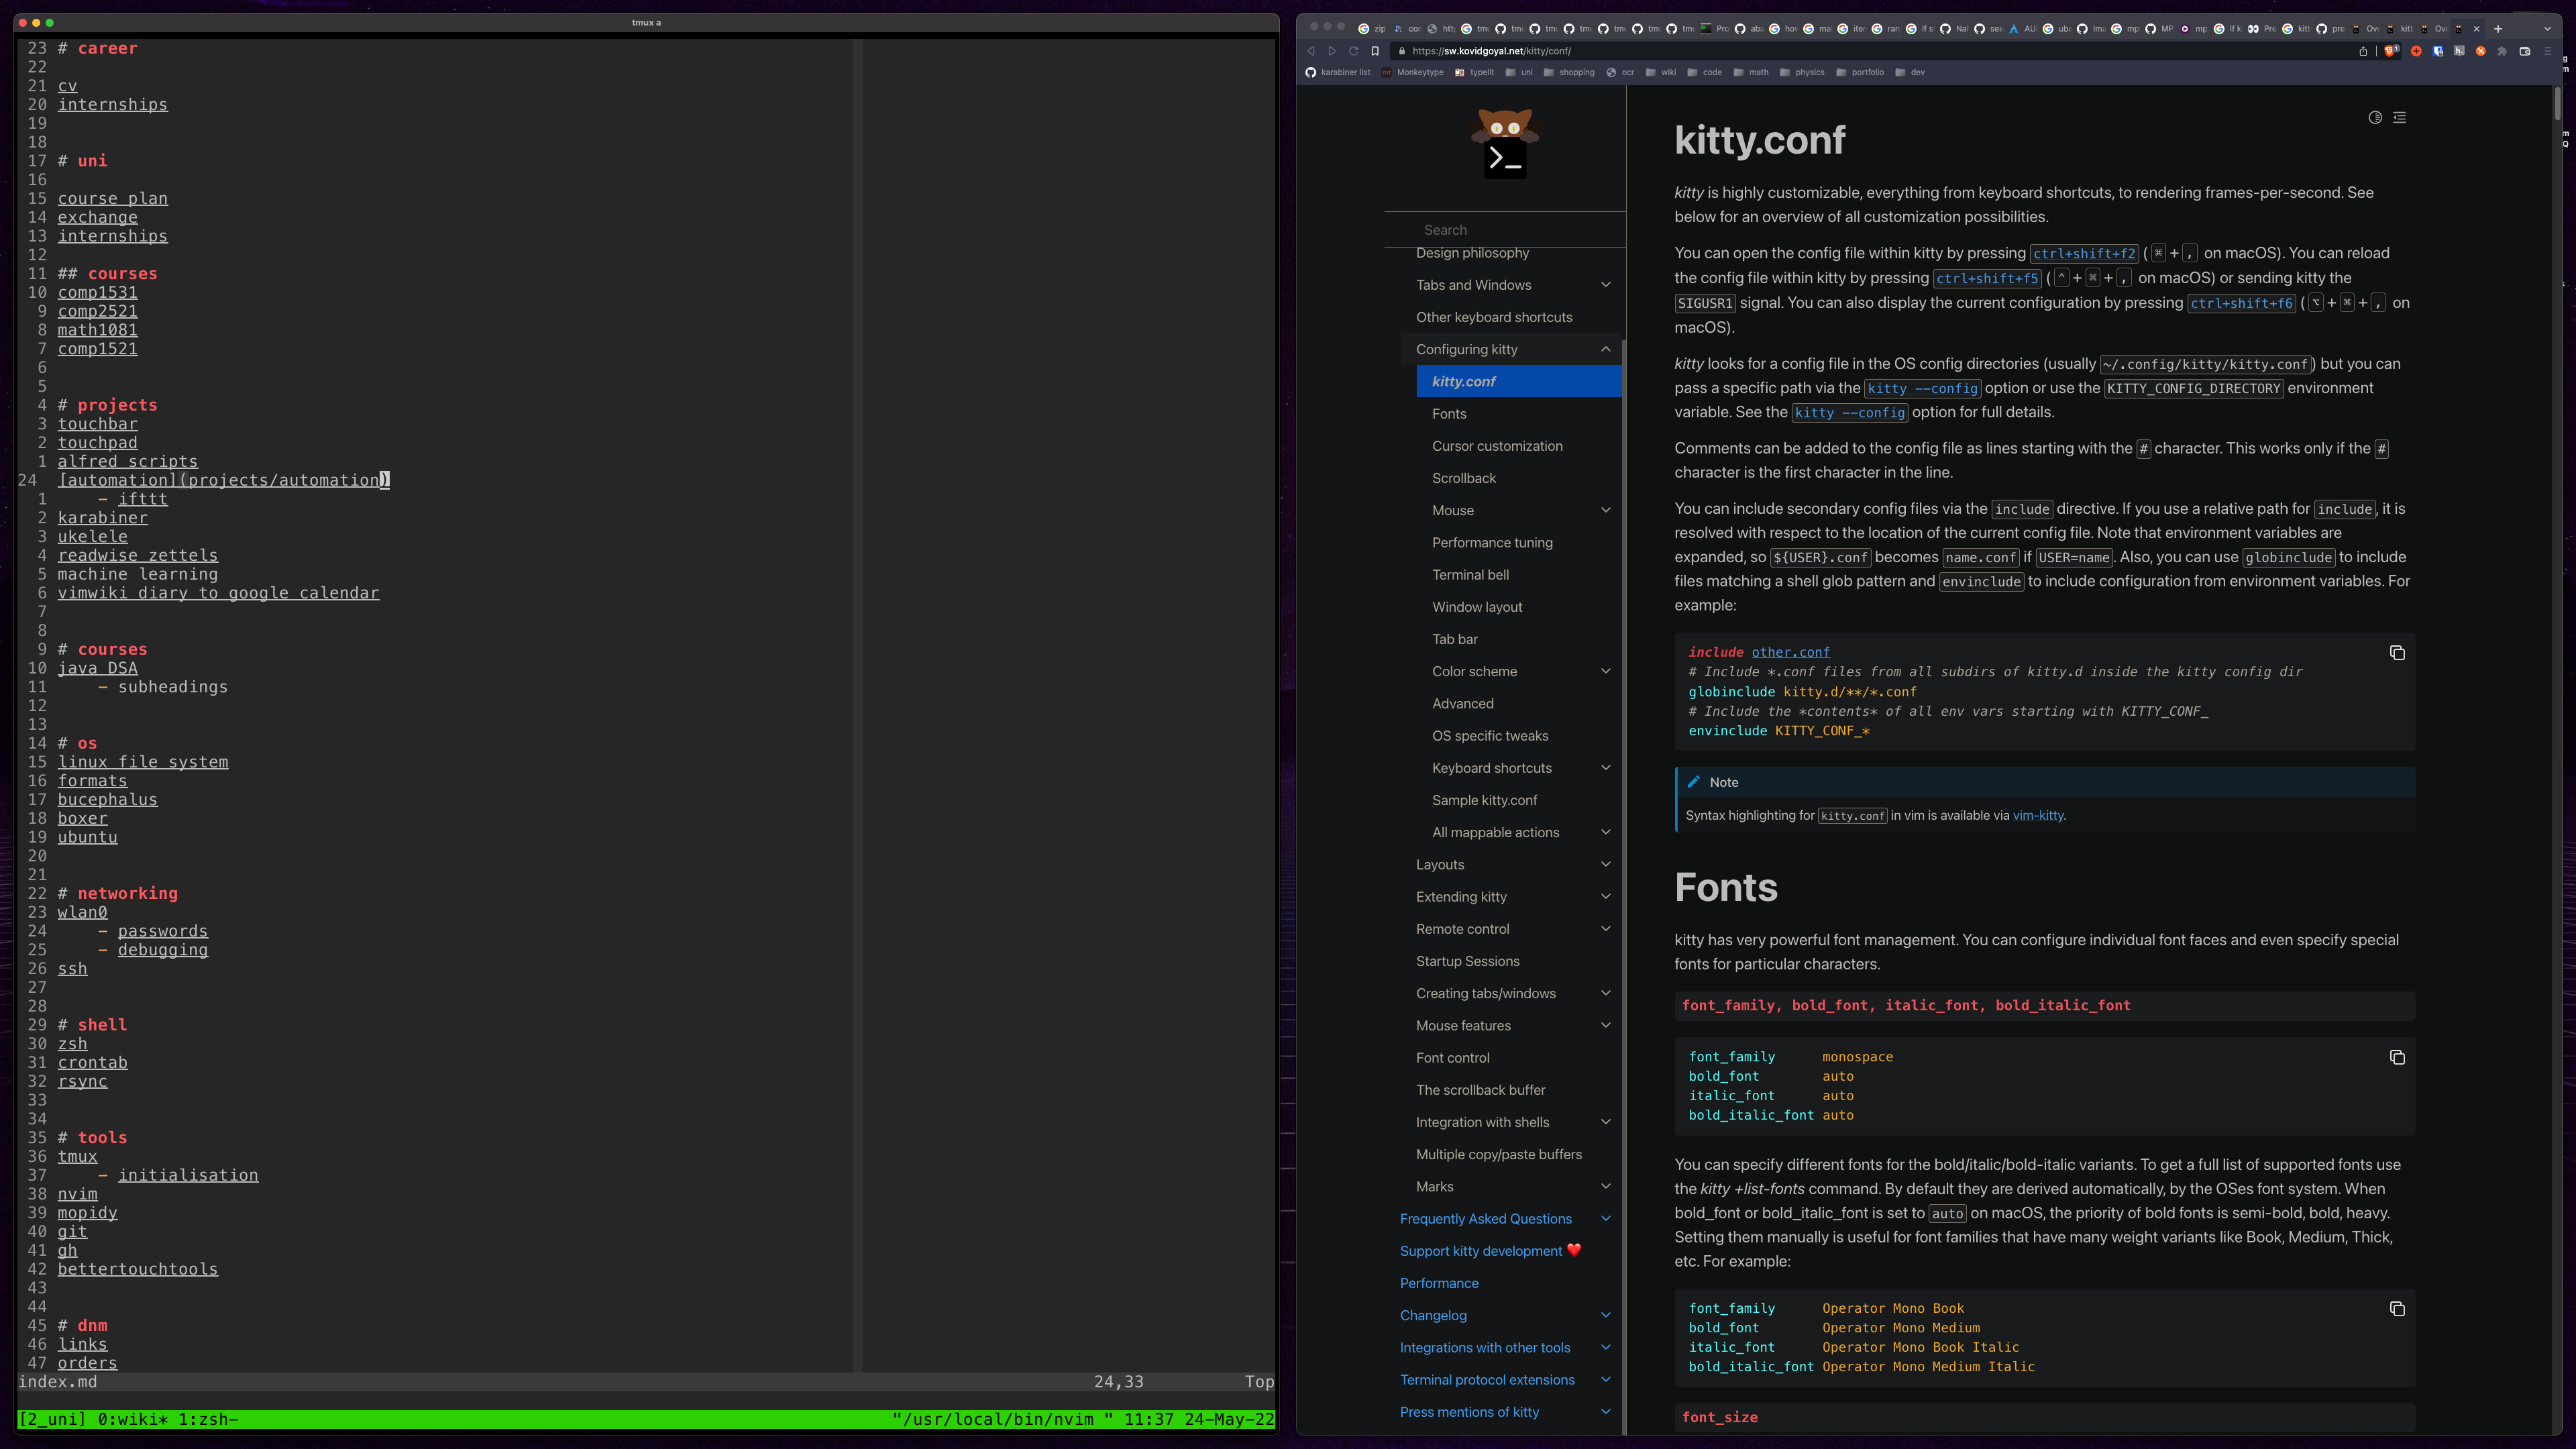 tmux a
23 # career
22
21 cv
20 internships
19
18
17 # uni
16
15 course plan
14 exchange
13 internships
12
11 ## courses
10 comp1531
9 comp2521
8 math1081
7 comp1521
6
5
4 # projects
3 touchbar
2 touchpad
1 alfred scripts
24 [automation](projects/automation)
1 - ifttt
2 karabiner
3 ukelele
4 readwise zettels
5 machine learning
6 vimwiki diary to google calendar
7
8
9 # courses
10 java DSA
11 - subheadings
12
13
14 # os
15 linux file system
16 formats
17 bucephalus
18 boxer
19 ubuntu
20
21
22 # networking
23 wlan0
24 - passwords
25 - debugging
26 ssh
27
28
29 # shell
30 zsh
31 crontab
32 rsync
33
34
35 # tools
36 tmux
37 - initialisation
38 nvim
39 mopidy
40 git
41 gh
42 bettertouchtools
43
44
45 # dnm
46 links
47 orders
index.md 24,33 Top
[2_uni] 0:wiki* 1:zsh- "/usr/local/bin/nvim " 11:37 24-May-22
https://sw.kovidgoyal.net/kitty/conf/
karabiner list Monkeytype typelit uni shopping ocr wiki code math physics portfolio dev
Search
Design philosophy
Tabs and Windows
Other keyboard shortcuts
Configuring kitty
kitty.conf
Fonts
Cursor customization
Scrollback
Mouse
Performance tuning
Terminal bell
Window layout
Tab bar
Color scheme
Advanced
OS specific tweaks
Keyboard shortcuts
Sample kitty.conf
All mappable actions
Layouts
Extending kitty
Remote control
Startup Sessions
Creating tabs/windows
Mouse features
Font control
The scrollback buffer
Integration with shells
Multiple copy/paste buffers
Marks
Frequently Asked Questions
Support kitty development ❤️
Performance
Changelog
Integrations with other tools
Terminal protocol extensions
Press mentions of kitty
kitty.conf
kitty is highly customizable, everything from keyboard shortcuts, to rendering frames-per-second. See
below for an overview of all customization possibilities.
You can open the config file within kitty by pressing ctrl+shift+f2 ( ⌘ + , on macOS). You can reload
the config file within kitty by pressing ctrl+shift+f5 ( ⌃ + ⌘ + , on macOS) or sending kitty the
SIGUSR1 signal. You can also display the current configuration by pressing ctrl+shift+f6 ( ⌥ + ⌘ + , on
macOS).
kitty looks for a config file in the OS config directories (usually ~/.config/kitty/kitty.conf) but you can
pass a specific path via the kitty --config option or use the KITTY_CONFIG_DIRECTORY environment
variable. See the kitty --config option for full details.
Comments can be added to the config file as lines starting with the # character. This works only if the #
character is the first character in the line.
You can include secondary config files via the include directive. If you use a relative path for include, it is
resolved with respect to the location of the current config file. Note that environment variables are
expanded, so ${USER}.conf becomes name.conf if USER=name. Also, you can use globinclude to include
files matching a shell glob pattern and envinclude to include configuration from environment variables. For
example:
include other.conf
# Include *.conf files from all subdirs of kitty.d inside the kitty config dir
globinclude kitty.d/**/*.conf
# Include the *contents* of all env vars starting with KITTY_CONF_
envinclude KITTY_CONF_*
Note
Syntax highlighting for kitty.conf in vim is available via vim-kitty.
Fonts
kitty has very powerful font management. You can configure individual font faces and even specify special
fonts for particular characters.
font_family, bold_font, italic_font, bold_italic_font
font_family monospace
bold_font auto
italic_font auto
bold_italic_font auto
You can specify different fonts for the bold/italic/bold-italic variants. To get a full list of supported fonts use
the kitty +list-fonts command. By default they are derived automatically, by the OSes font system. When
bold_font or bold_italic_font is set to auto on macOS, the priority of bold fonts is semi-bold, bold, heavy.
Setting them manually is useful for font families that have many weight variants like Book, Medium, Thick,
etc. For example:
font_family Operator Mono Book
bold_font Operator Mono Medium
italic_font Operator Mono Book Italic
bold_italic_font Operator Mono Medium Italic
font_size